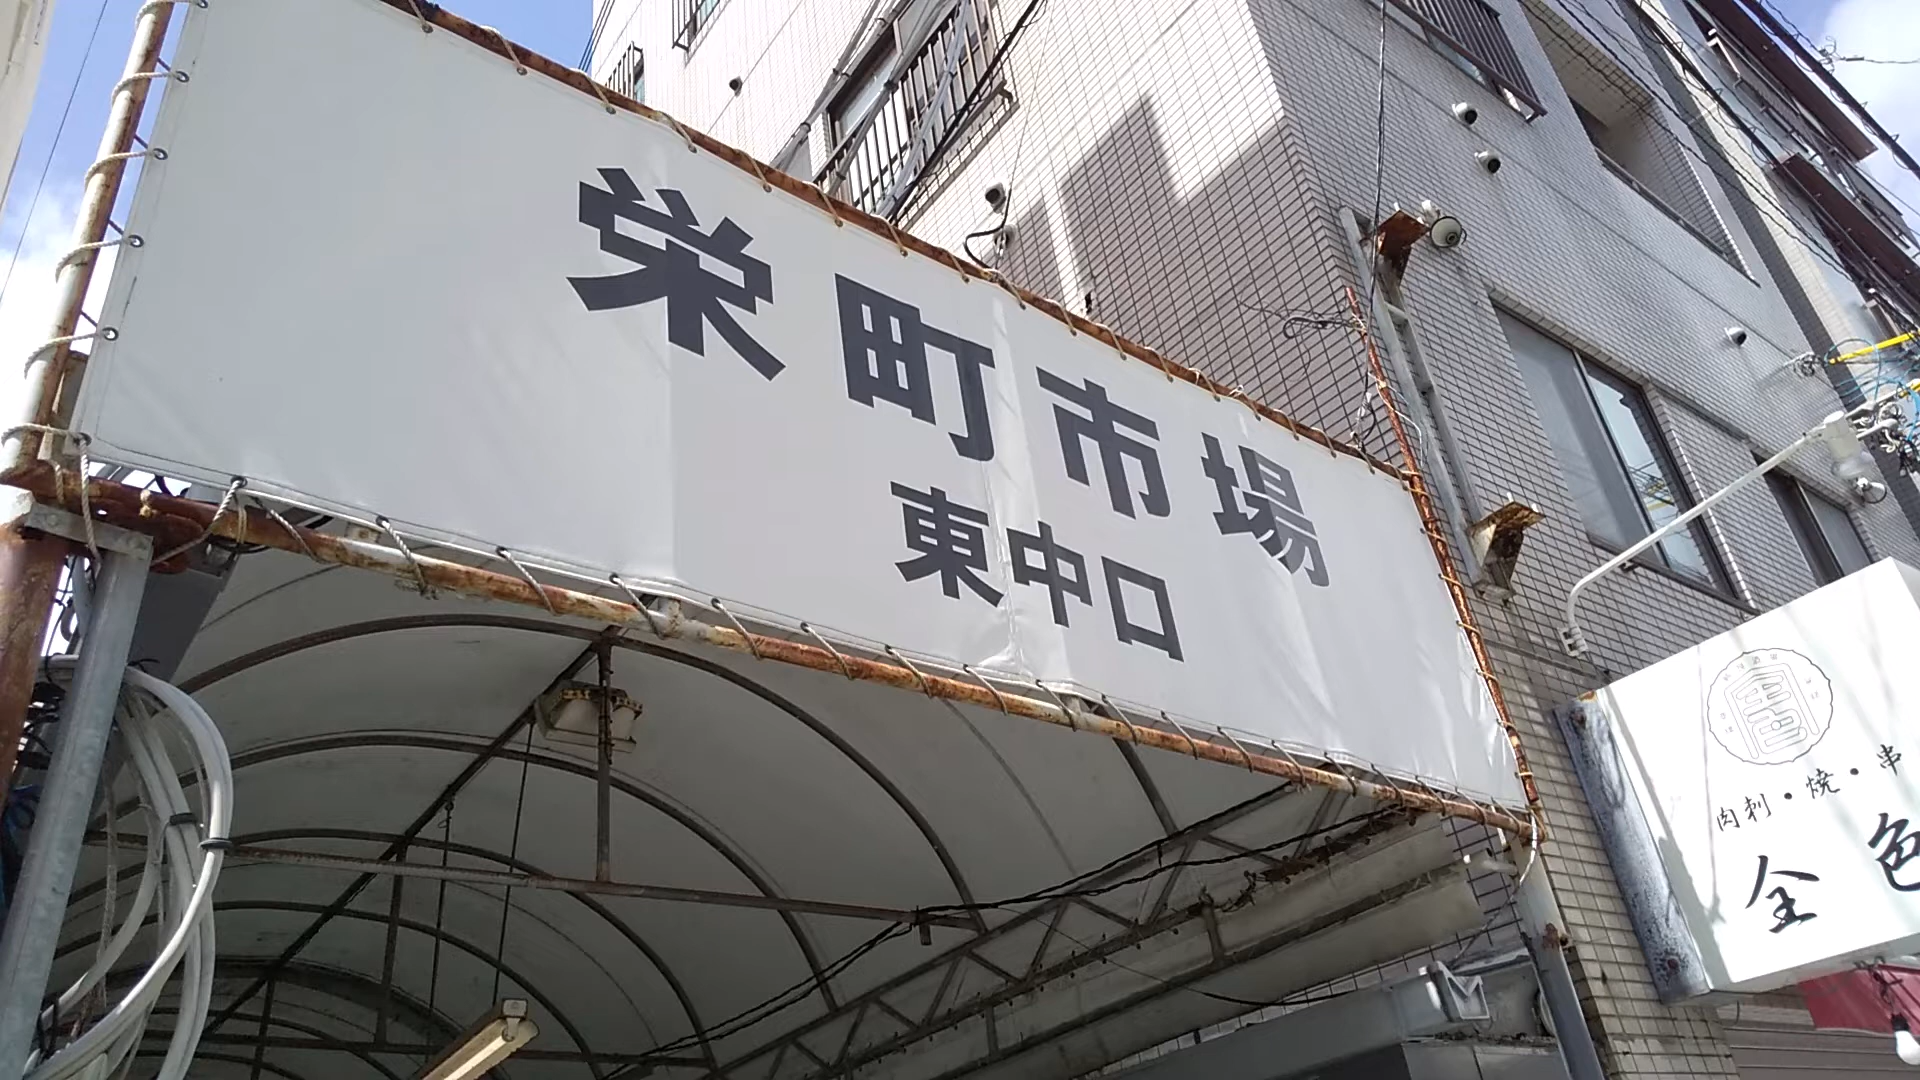 栄町市場
東中口
肉刺・焼・串
全色